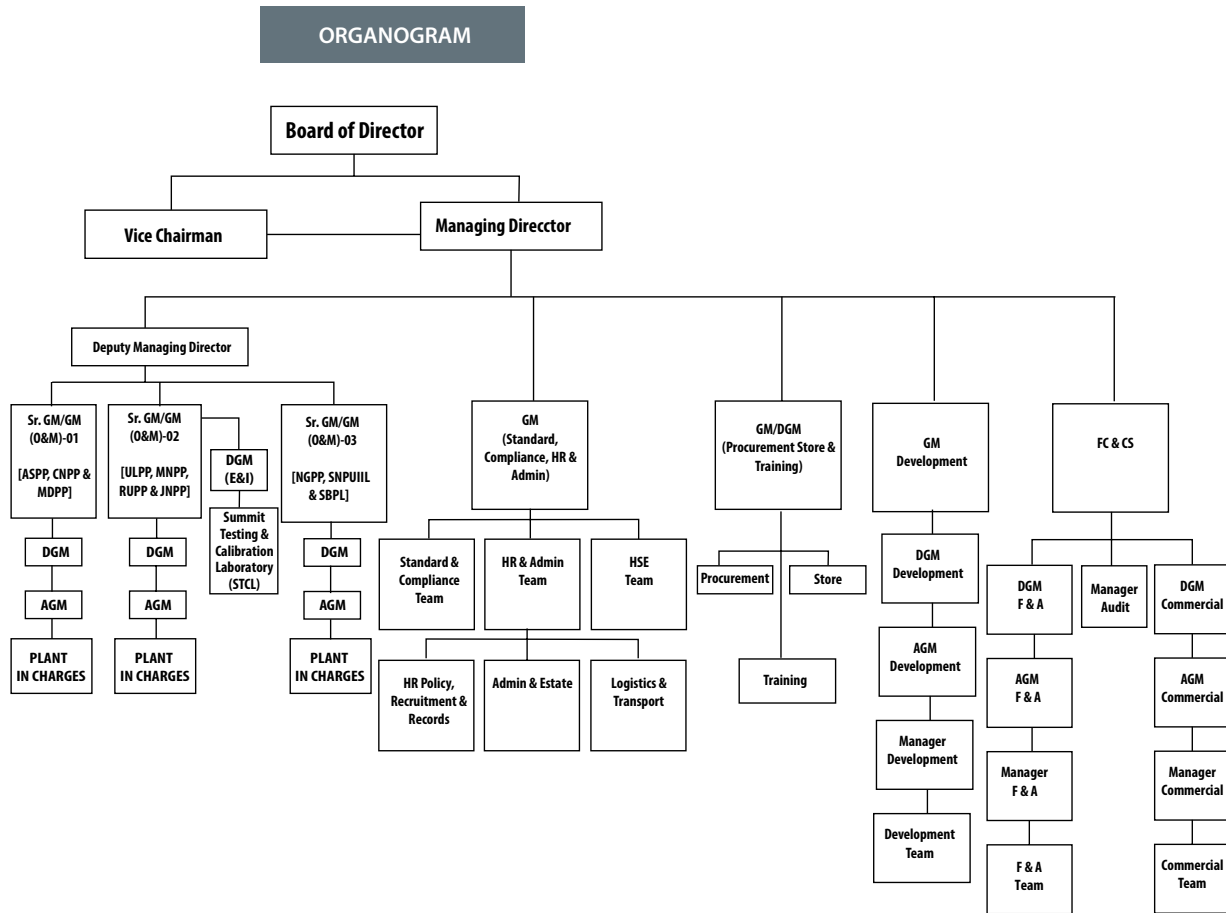 ORGANOGRAM
Board of Director
Vice Chairman
Managing Direcctor
Deputy Managing Director
Sr. GM/GM
(O&M)-01
[ASPP, CNPP &
MDPP]
DGM
AGM
PLANT
IN CHARGES
Sr. GM/GM
(O&M)-02
[ULPP, MNPP,
RUPP & JNPP]
DGM
AGM
PLANT
IN CHARGES
DGM
(E&I)
Summit
Testing &
Calibration
Laboratory
(STCL)
Sr. GM/GM
(O&M)-03
[NGPP, SNPUIIL
& SBPL]
DGM
AGM
PLANT
IN CHARGES
GM
(Standard,
Compliance, HR &
Admin)
Standard &
Compliance
Team
HR & Admin
Team
HSE
Team
HR Policy,
Recruitment &
Records
Admin & Estate
Logistics &
Transport
GM/DGM
(Procurement Store &
Training)
Procurement
Store
Training
GM
Development
DGM
Development
AGM
Development
Manager
Development
Development
Team
FC & CS
DGM
F & A
AGM
F & A
Manager
F & A
F & A
Team
Manager
Audit
DGM
Commercial
AGM
Commercial
Manager
Commercial
Commercial
Team